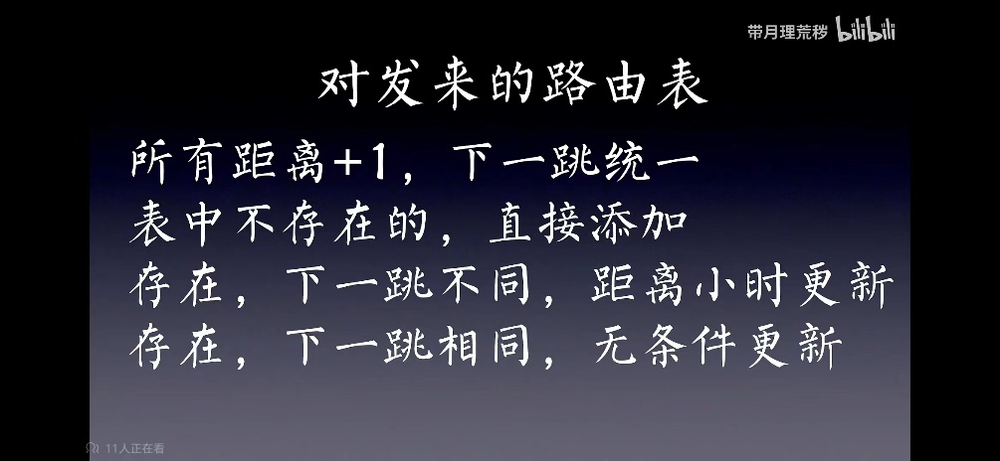 带月理荒秽 bilibili
对发来的路由表
所有距离+1，下一跳统一
表中不存在的，直接添加
存在，下一跳不同，距离小时更新
存在，下一跳相同，无条件更新
11人正在看